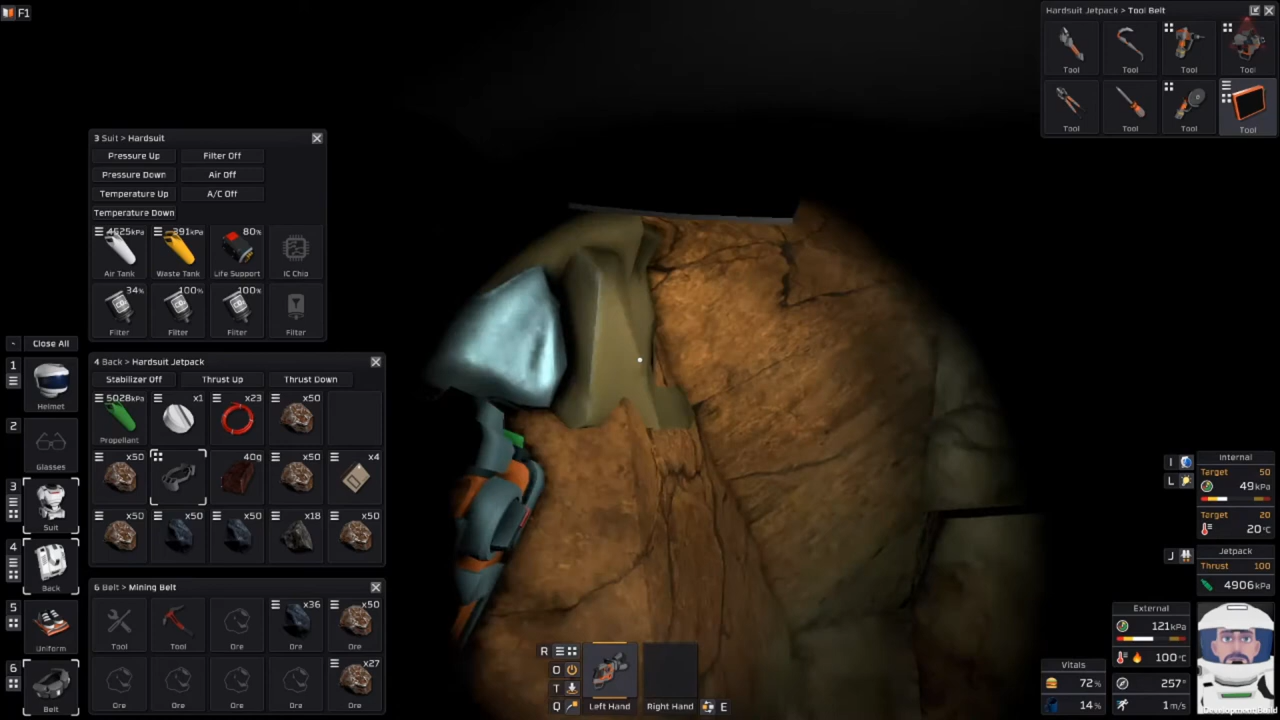 F1
Hardsuit Jetpack > Tool Belt
Tool Tool Tool Tool
Tool Tool Tool Tool
3 Suit > Hardsuit
Pressure Up Filter Off
Pressure Down Air Off
Temperature Up A/C Off
Temperature Down
4525kPa 391kPa 80%
Air Tank Waste Tank Life Support IC Chip
34% 100% 100%
Filter Filter Filter Filter
Close All
1
Helmet
2
Glasses
3
Suit
4
Back
5
Uniform
6
Belt
4 Back > Hardsuit Jetpack
Stabilizer Off Thrust Up Thrust Down
5028kPa x1 x23 x50
Propellant
x50 40g x50 x4
x50 x50 x50 x18 x50
6 Belt > Mining Belt
x36 x50
Tool Tool Ore Ore Ore
x27
Ore Ore Ore Ore Ore
R
O
T
Q Left Hand Right Hand E
I Internal
Target 50
L 49kPa
Target 20
20°C
J Jetpack
Thrust 100
4906kPa
External
121kPa
100°C
257°
1m/s
Vitals
72%
14%
Development Build